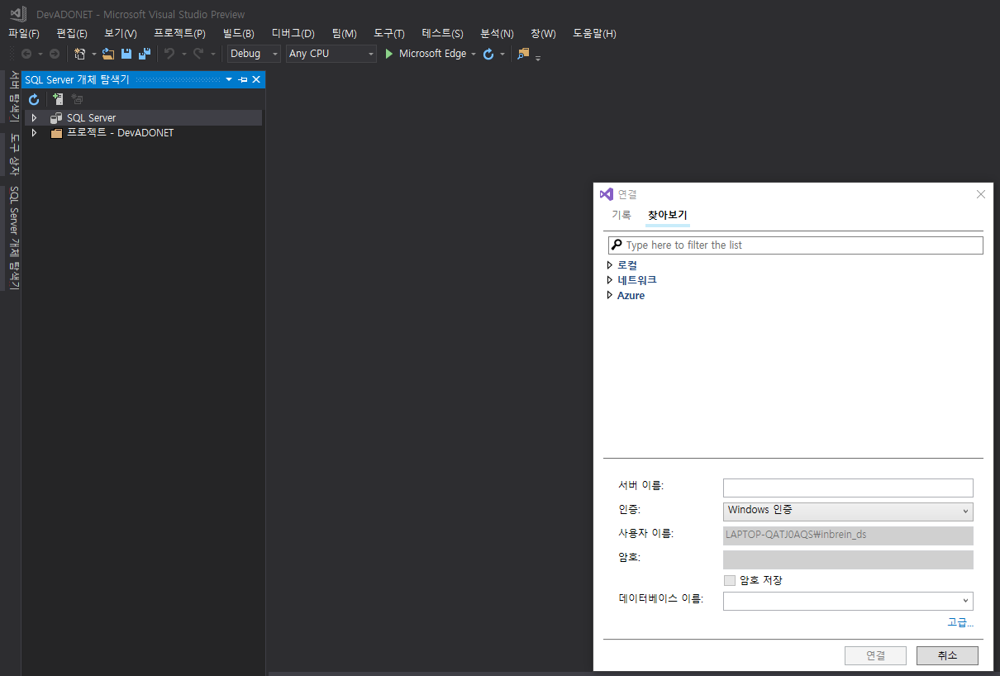 DevADONET - Microsoft Visual Studio Preview
파일(F) 편집(E) 보기(V) 프로젝트(P) 빌드(B) 디버그(D) 팀(M) 도구(T) 테스트(S) 분석(N) 창(W) 도움말(H)
Debug Any CPU Microsoft Edge
서버 탐색기
도구 상자
SQL Server 개체 탐색기
SQL Server 개체 탐색기
SQL Server
프로젝트 - DevADONET
연결
기록 찾아보기
Type here to filter the list
로컬
네트워크
Azure
서버 이름:
인증: Windows 인증
사용자 이름: LAPTOP-QATJ0AQS₩inbrein_ds
암호:
암호 저장
데이터베이스 이름:
고급...
연결 취소